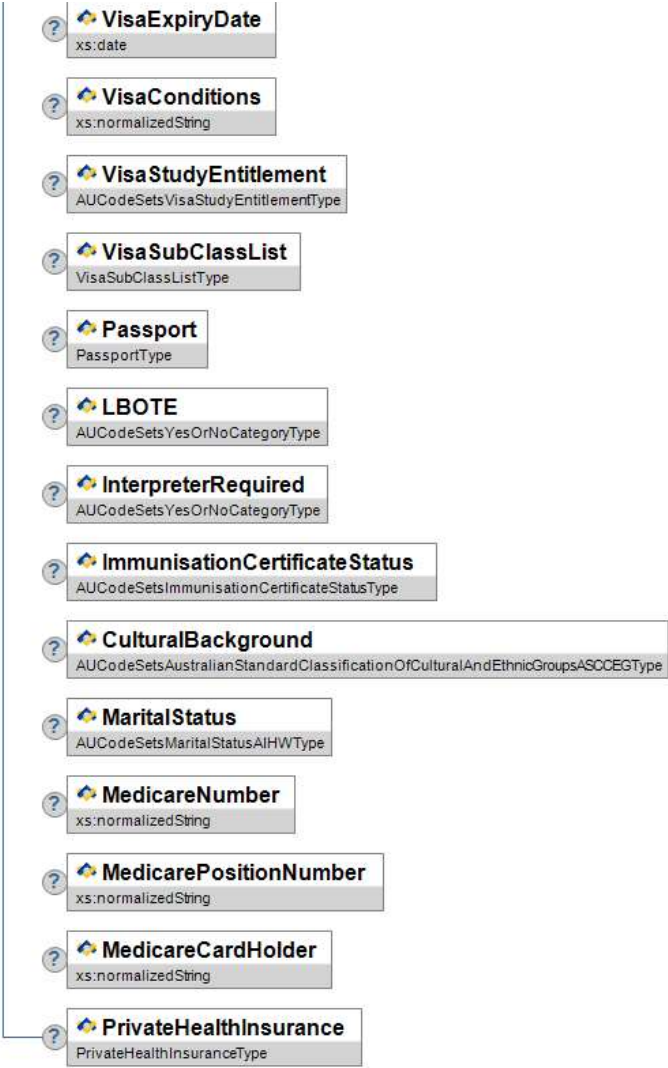 ?
VisaExpiryDate
xs:date
?
VisaConditions
xs:normalizedString
?
VisaStudyEntitlement
AUCodeSetsVisaStudyEntitlementType
?
VisaSubClassList
VisaSubClassListType
?
Passport
PassportType
?
LBOTE
AUCodeSetsYesOrNoCategoryType
?
InterpreterRequired
AUCodeSetsYesOrNoCategoryType
?
ImmunisationCertificateStatus
AUCodeSetsImmunisationCertificateStatusType
?
CulturalBackground
AUCodeSetsAustralianStandardClassificationOfCulturalAndEthnicGroupsASCCEGType
?
MaritalStatus
AUCodeSetsMaritalStatusAIHWType
?
MedicareNumber
xs:normalizedString
?
MedicarePositionNumber
xs:normalizedString
?
MedicareCardHolder
xs:normalizedString
?
PrivateHealthInsurance
PrivateHealthInsuranceType